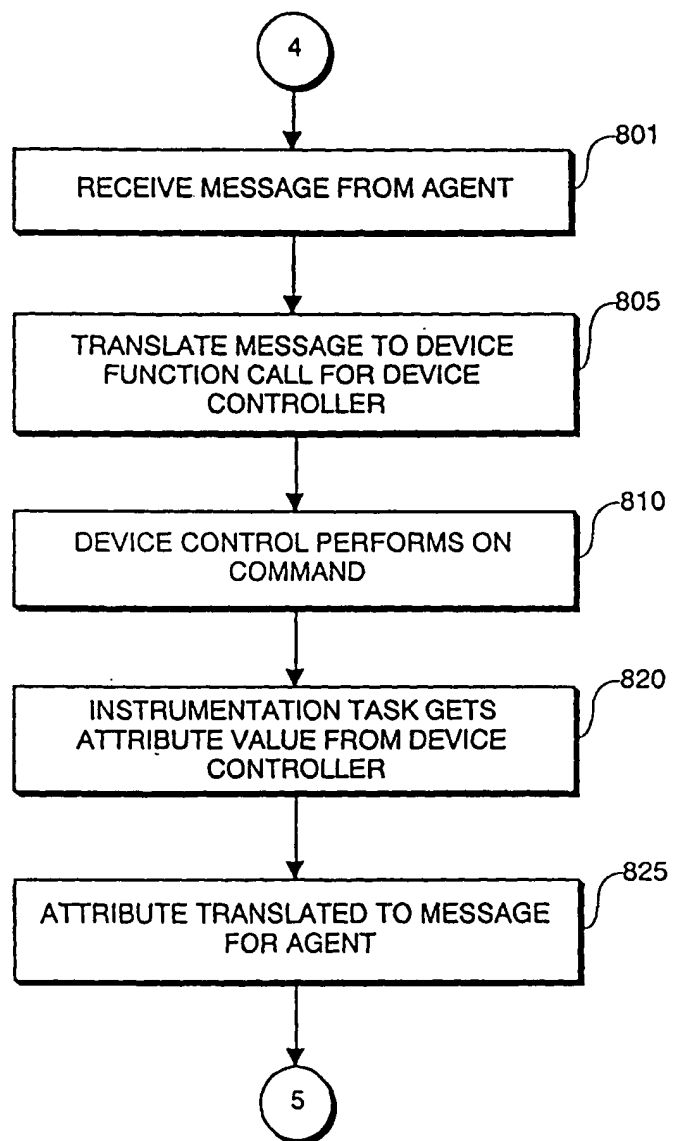 4
801
RECEIVE MESSAGE FROM AGENT
805
TRANSLATE MESSAGE TO DEVICE
FUNCTION CALL FOR DEVICE
CONTROLLER
810
DEVICE CONTROL PERFORMS ON
COMMAND
820
INSTRUMENTATION TASK GETS
ATTRIBUTE VALUE FROM DEVICE
CONTROLLER
825
ATTRIBUTE TRANSLATED TO MESSAGE
FOR AGENT
5